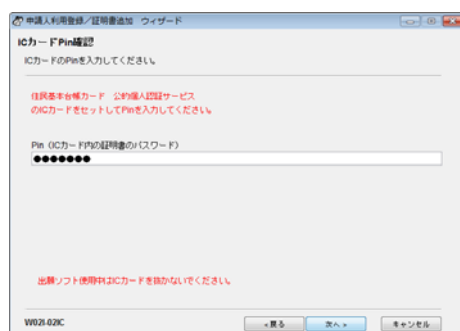 申請人利用登録／証明書追加　ウィザード
ICカードPin確認
ICカードのPinを入力してください。
住民基本台帳カード　公的個人認証サービス
のICカードをセットしてPinを入力してください。
Pin（ICカード内の証明書のパスワード）
●●●●●●●
出願ソフト使用中はICカードを抜かないでください。
W02I-02IC
<戻る　次へ>　キャンセル